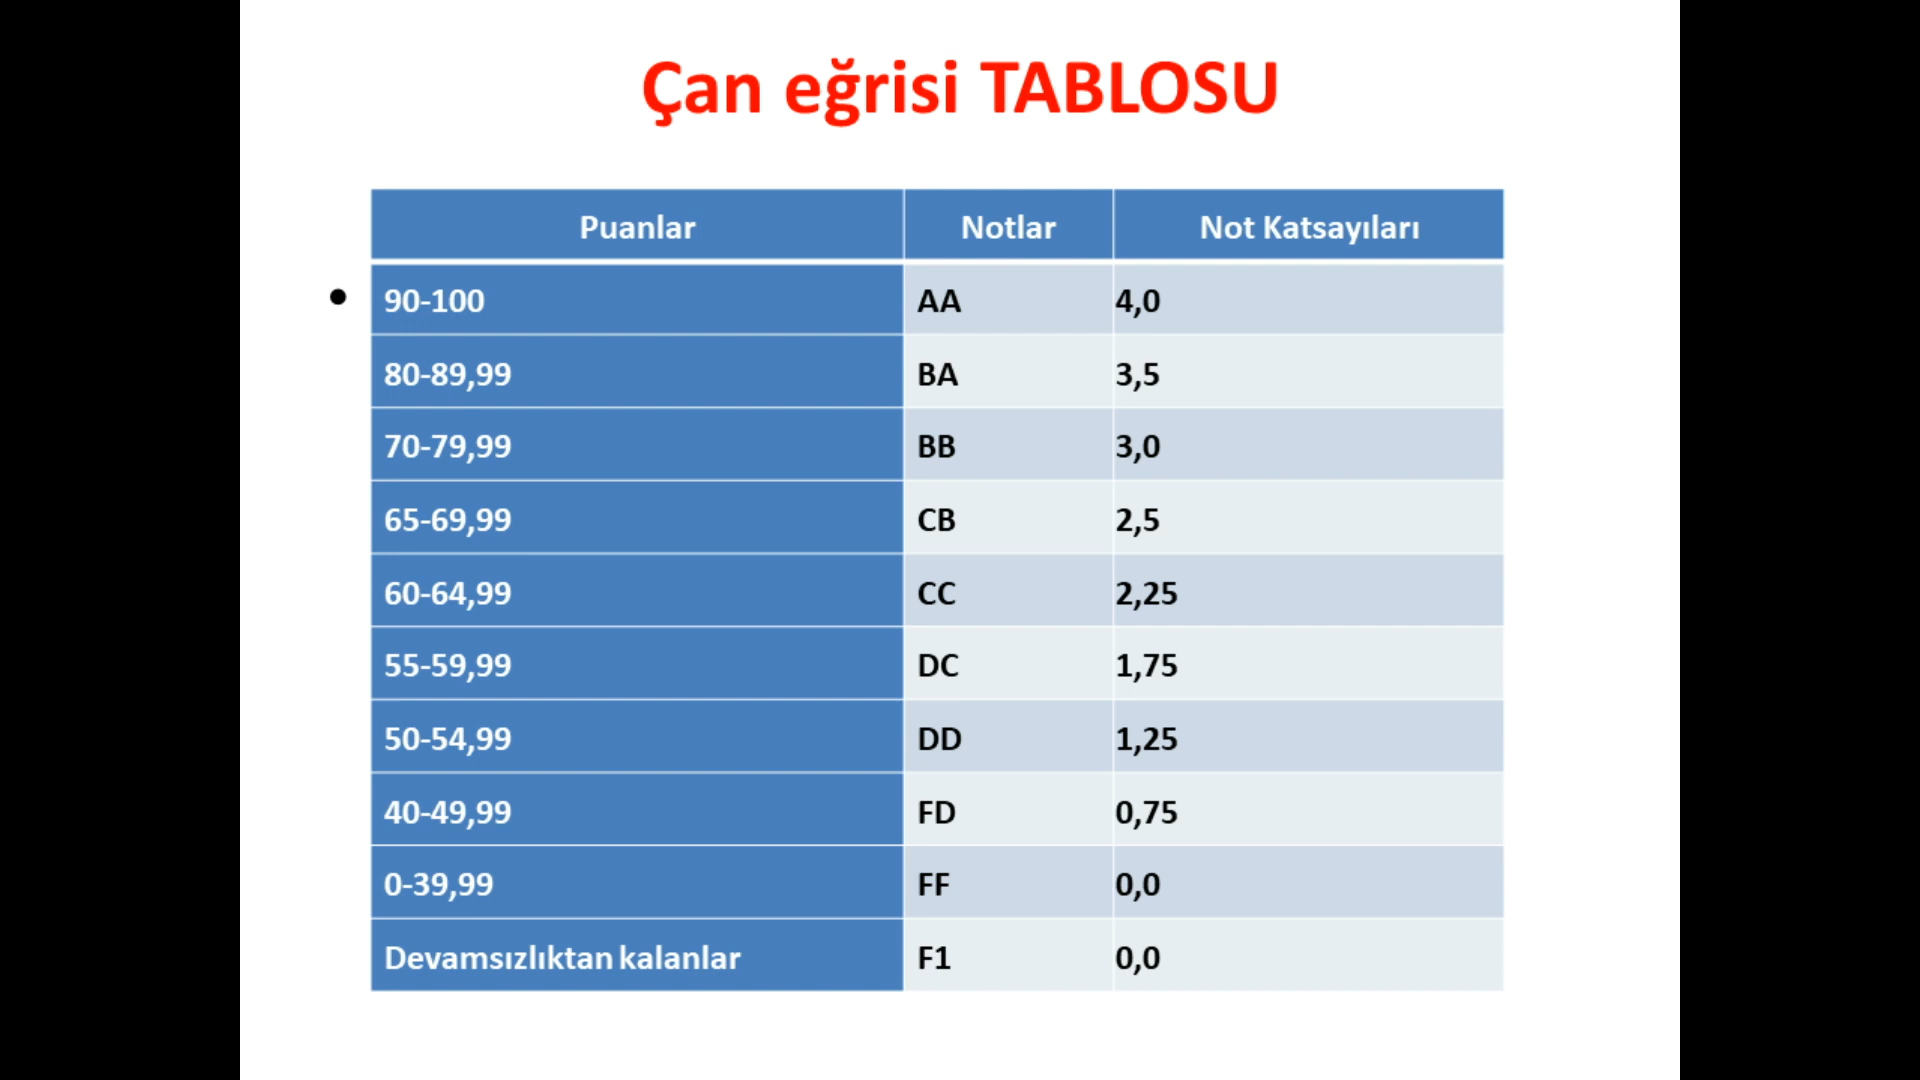 Çan eğrisi TABLOSU
Puanlar Notlar Not Katsayıları
• 90-100 AA 4,0
80-89,99 BA 3,5
70-79,99 BB 3,0
65-69,99 CB 2,5
60-64,99 CC 2,25
55-59,99 DC 1,75
50-54,99 DD 1,25
40-49,99 FD 0,75
0-39,99 FF 0,0
Devamsızlıktan kalanlar F1 0,0